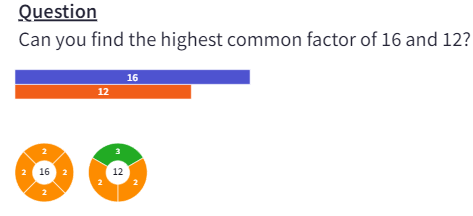 Question
Can you find the highest common factor of 16 and 12?
16
12
2
2 16 2
2
3
12
2 2